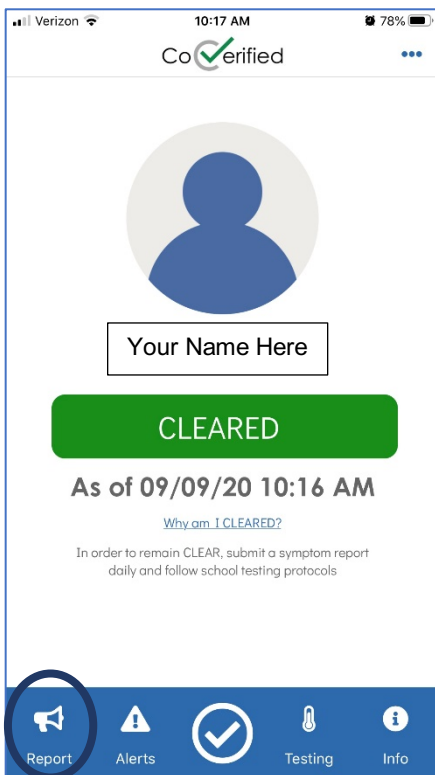 Verizon 10:17 AM 78%
CoVerified
Your Name Here
CLEARED
As of 09/09/20 10:16 AM
Why am I CLEARED?
In order to remain CLEAR, submit a symptom report
daily and follow school testing protocols
Report Alerts Testing Info